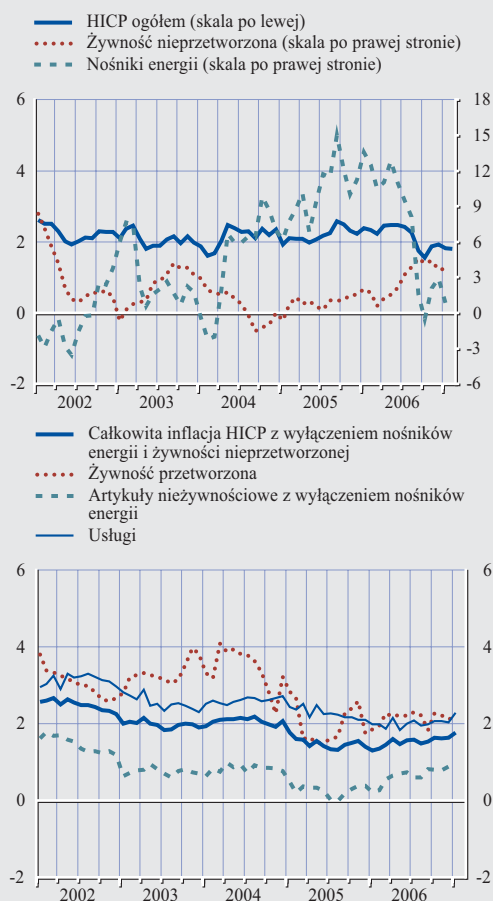 HICP ogółem (skala po lewej)
Żywność nieprzetworzona (skala po prawej stronie)
Nośniki energii (skala po prawej stronie)
6 18
15
4 12
9
2 6
3
0 0
-3
-2 -6
2002 2003 2004 2005 2006
Całkowita inflacja HICP z wyłączeniem nośników
energii i żywności nieprzetworzonej
Żywność przetworzona
Artykuły nieżywnościowe z wyłączeniem nośników
energii
Usługi
6 6
4 4
2 2
0 0
-2 -2
2002 2003 2004 2005 2006